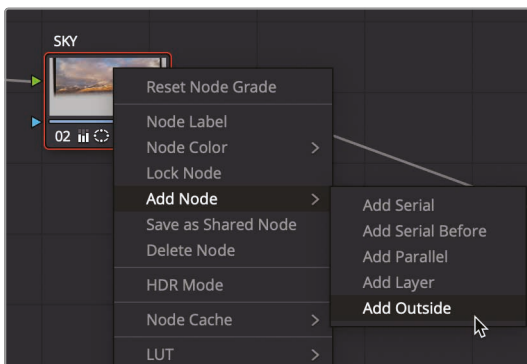 SKY
02
Reset Node Grade
Node Label
Node Color >
Lock Node
Add Node >
Save as Shared Node
Delete Node
HDR Mode
Node Cache >
LUT >
Add Serial
Add Serial Before
Add Parallel
Add Layer
Add Outside